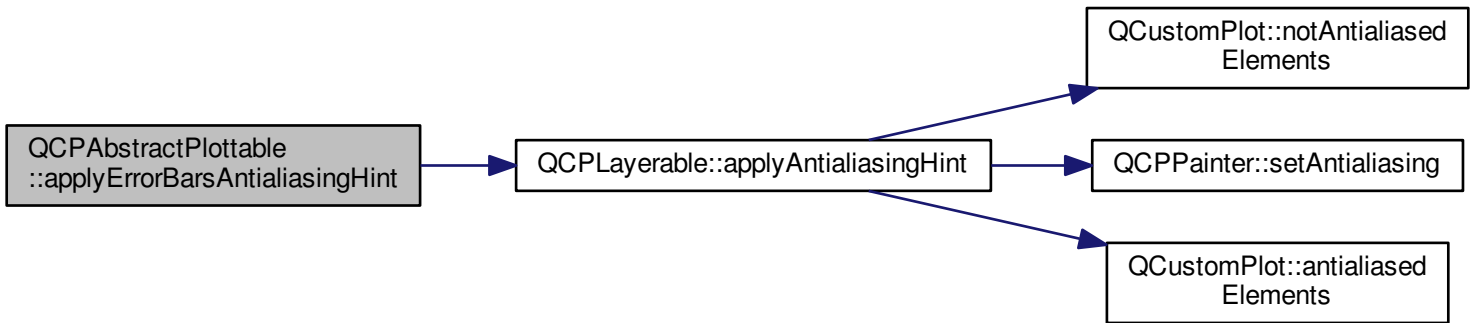 QCPAbstractPlottable
::applyErrorBarsAntialiasingHint
QCPLayerable::applyAntialiasingHint
QCustomPlot::notAntialiased
Elements
QCPPainter::setAntialiasing
QCustomPlot::antialiased
Elements